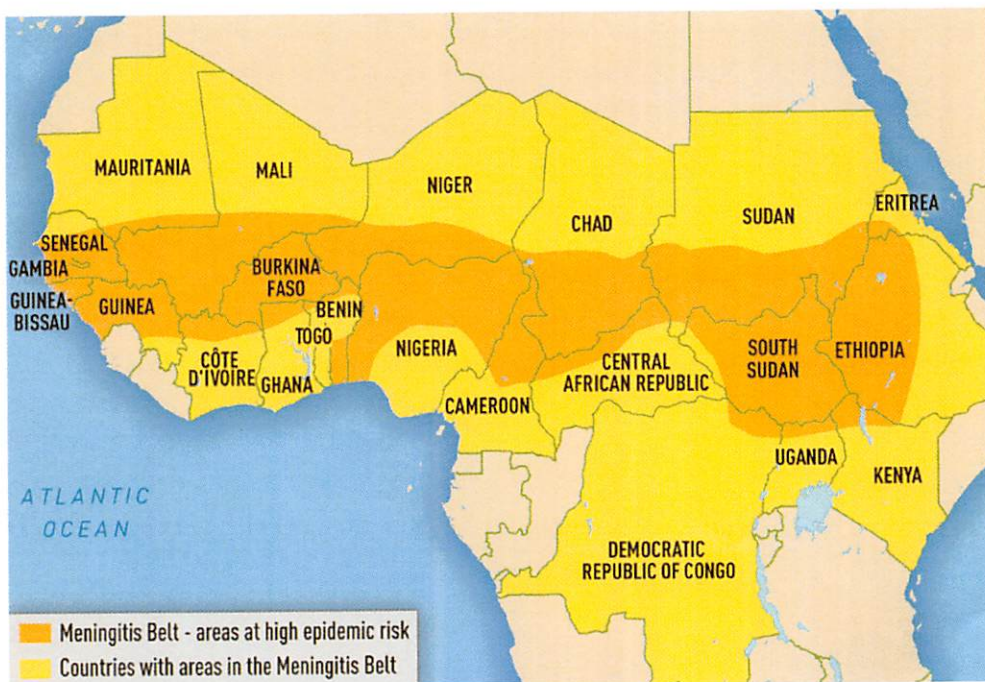 MAURITANIA
MALI
NIGER
CHAD
SUDAN
ERITREA
SENEGAL
GAMBIA
GUINEA-
BISSAU
GUINEA
BURKINA
FASO
BENIN
TOGO
CÔTE
D'IVOIRE
GHANA
NIGERIA
CAMEROON
CENTRAL
AFRICAN REPUBLIC
SOUTH
SUDAN
ETHIOPIA
UGANDA
KENYA
DEMOCRATIC
REPUBLIC OF CONGO
ATLANTIC
OCEAN
Meningitis Belt - areas at high epidemic risk
Countries with areas in the Meningitis Belt